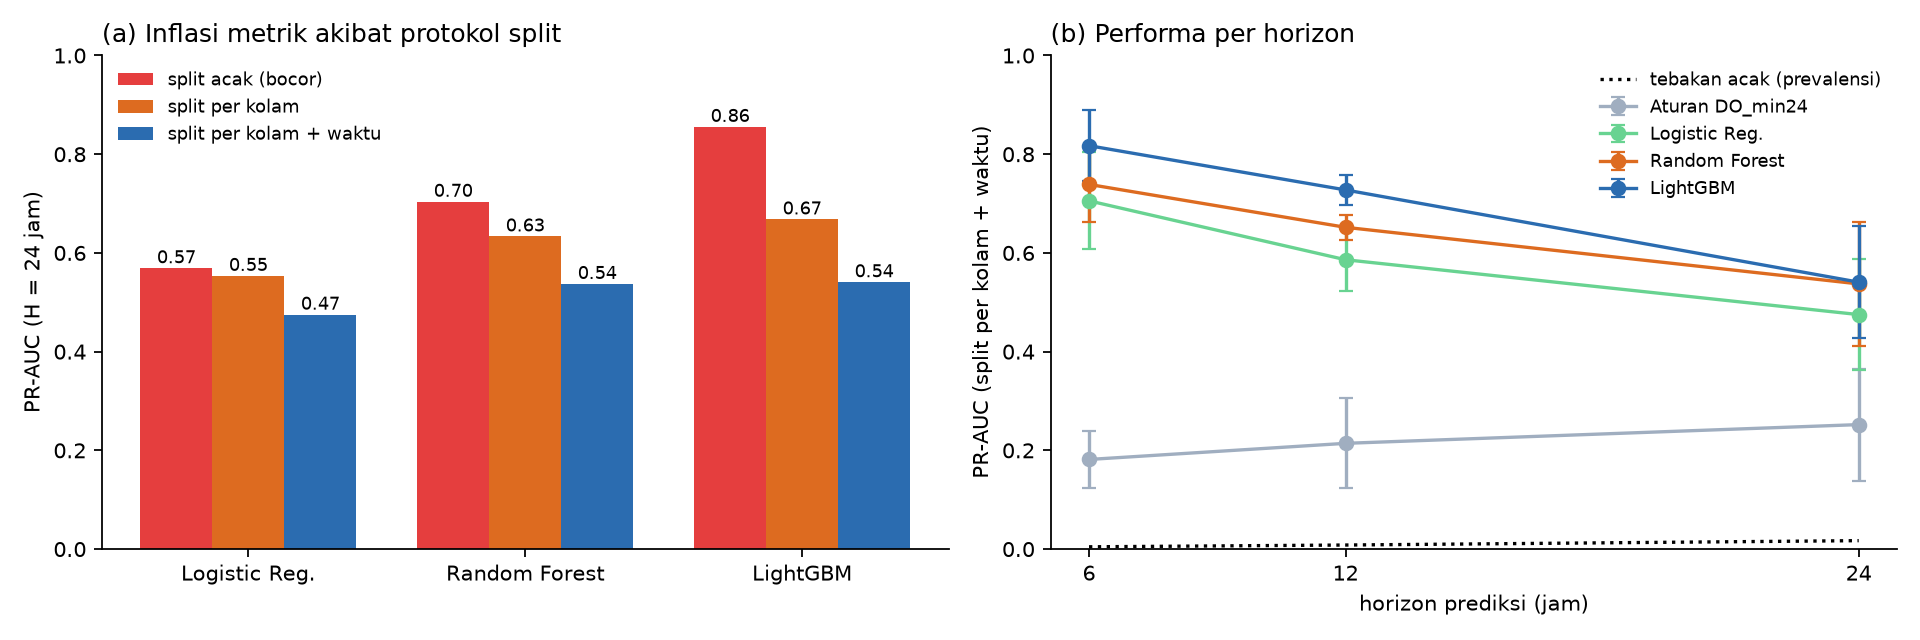 (a) Inflasi metrik akibat protokol split
PR-AUC (H = 24 jam)
1.0
0.8
0.6
0.4
0.2
0.0
split acak (bocor)
split per kolam
split per kolam + waktu
0.57
0.55
0.47
0.70
0.63
0.54
0.86
0.67
0.54
Logistic Reg.
Random Forest
LightGBM
(b) Performa per horizon
PR-AUC (split per kolam + waktu)
1.0
0.8
0.6
0.4
0.2
0.0
tebakan acak (prevalensi)
Aturan DO_min24
Logistic Reg.
Random Forest
LightGBM
6
12
24
horizon prediksi (jam)